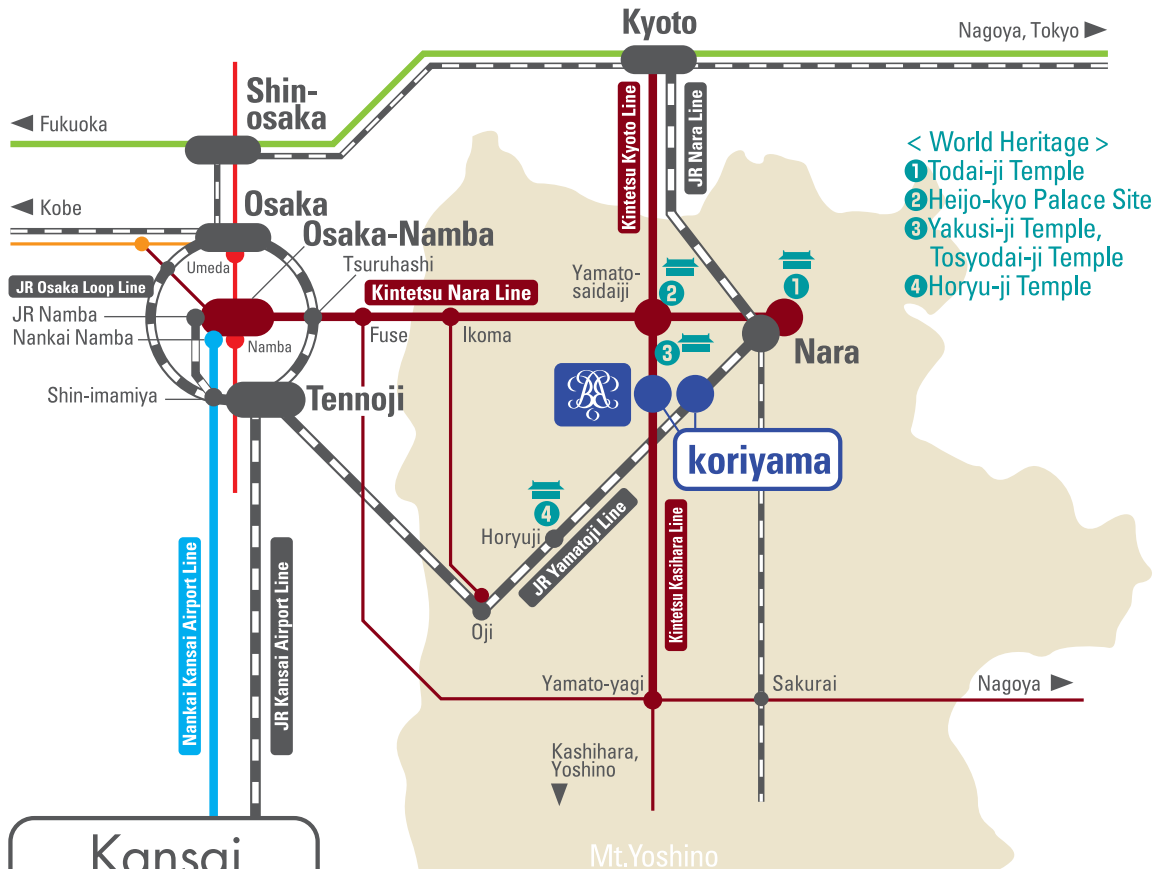 Kyoto
Nagoya, Tokyo ▶
Shin-
osaka
◀ Fukuoka
Kintetsu Kyoto Line
JR Nara Line
< World Heritage >
❶Todai-ji Temple
❷Heijo-kyo Palace Site
❸Yakusi-ji Temple,
Tosyodai-ji Temple
❹Horyu-ji Temple
◀ Kobe
Osaka
Osaka-Namba
Umeda
Tsuruhashi
JR Osaka Loop Line
Kintetsu Nara Line
Yamato-
saidaiji
❷
❶
JR Namba
Nankai Namba
Namba
Fuse
Ikoma
❸
Nara
Shin-imamiya
Tennoji
koriyama
❹
Horyuji
JR Yamatoji Line
Kintetsu Kasihara Line
Nankai Kansai Airport Line
JR Kansai Airport Line
Oji
Yamato-yagi
Sakurai
Nagoya ▶
Kashihara,
Yoshino
▼
Kansai
Mt.Yoshino